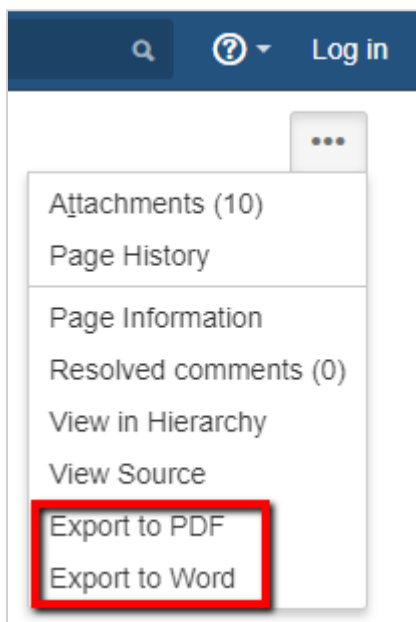 Log in
Attachments (10)
Page History
Page Information
Resolved comments (0)
View in Hierarchy
View Source
Export to PDF
Export to Word